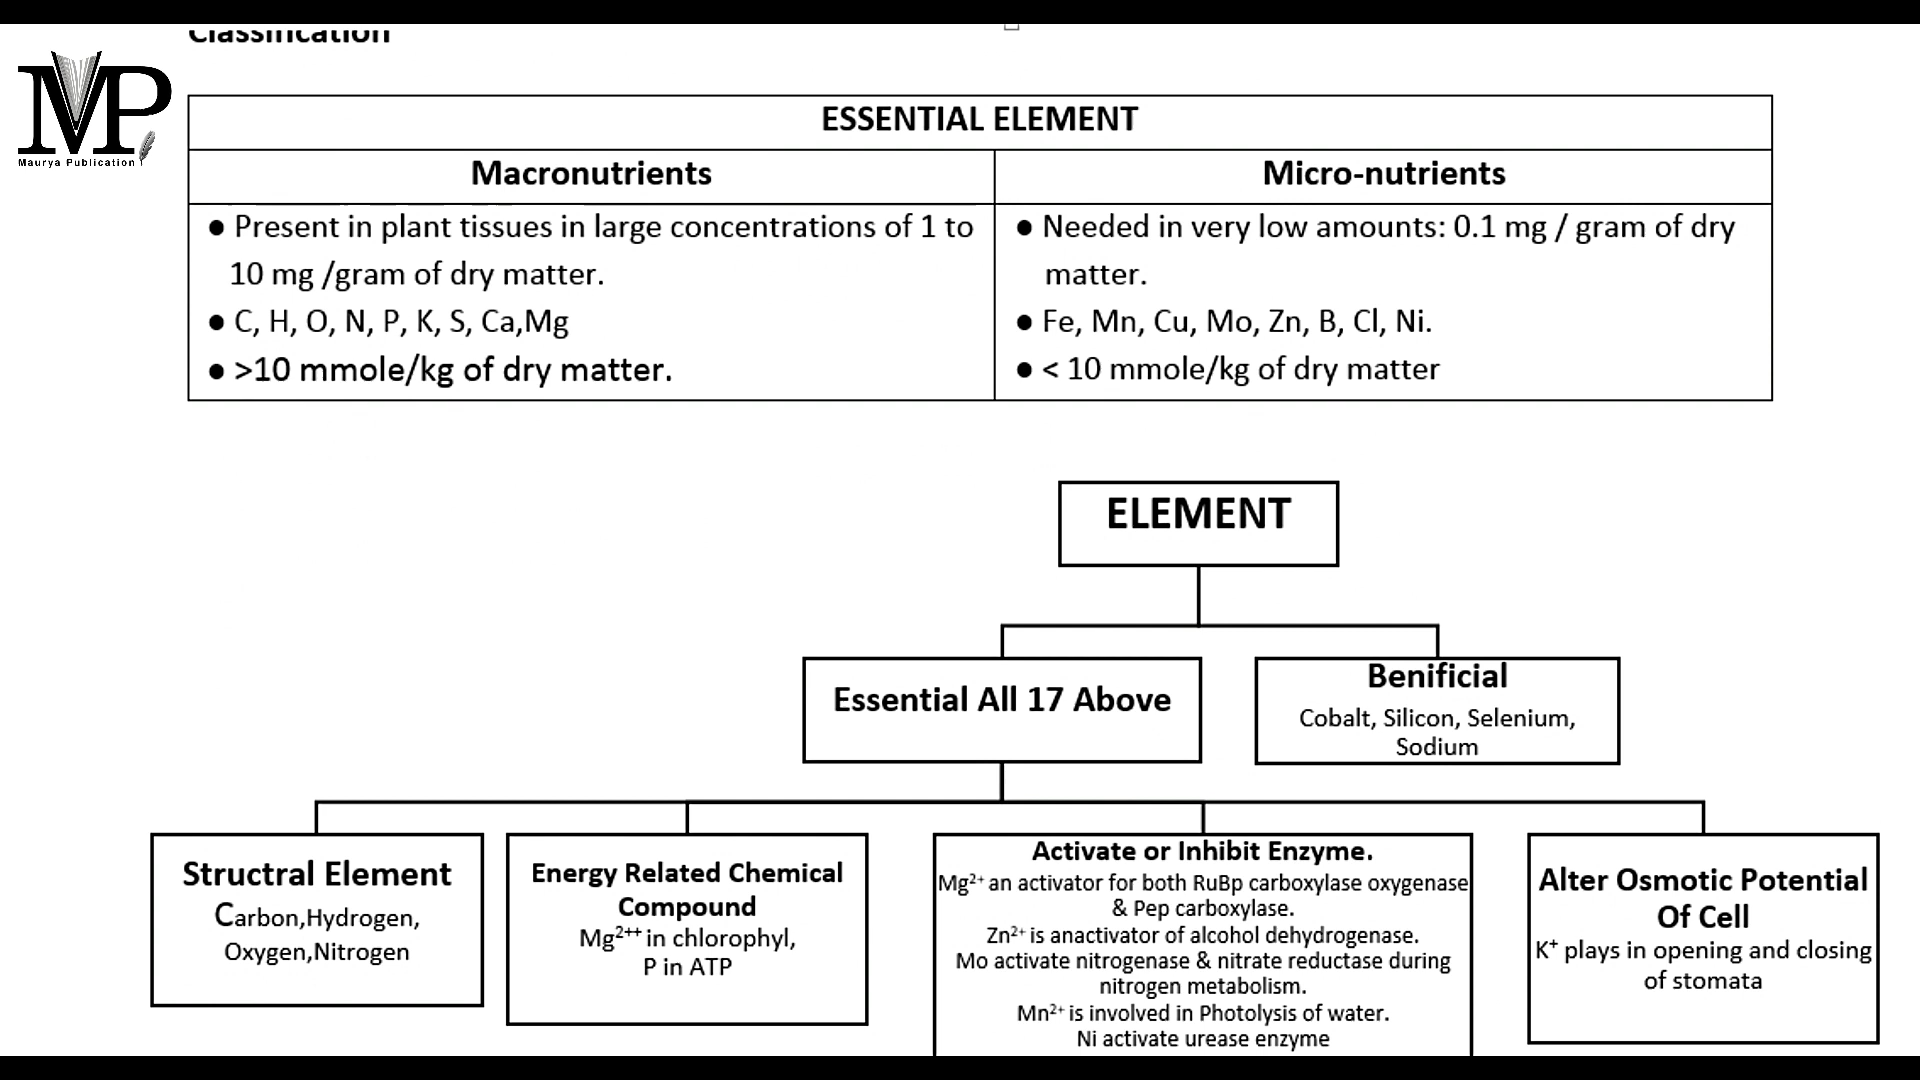 Classification
MP
Maurya Publication
ESSENTIAL ELEMENT
Macronutrients
Micro-nutrients
● Present in plant tissues in large concentrations of 1 to
10 mg /gram of dry matter.
● C, H, O, N, P, K, S, Ca,Mg
● >10 mmole/kg of dry matter.
● Needed in very low amounts: 0.1 mg / gram of dry
matter.
● Fe, Mn, Cu, Mo, Zn, B, Cl, Ni.
● < 10 mmole/kg of dry matter
ELEMENT
Essential All 17 Above
Benificial
Cobalt, Silicon, Selenium,
Sodium
Structral Element
Carbon,Hydrogen,
Oxygen,Nitrogen
Energy Related Chemical
Compound
Mg²⁺⁺ in chlorophyl,
P in ATP
Activate or Inhibit Enzyme.
Mg²⁺ an activator for both RuBp carboxylase oxygenase
& Pep carboxylase.
Zn²⁺ is anactivator of alcohol dehydrogenase.
Mo activate nitrogenase & nitrate reductase during
nitrogen metabolism.
Mn²⁺ is involved in Photolysis of water.
Ni activate urease enzyme
Alter Osmotic Potential
Of Cell
K⁺ plays in opening and closing
of stomata